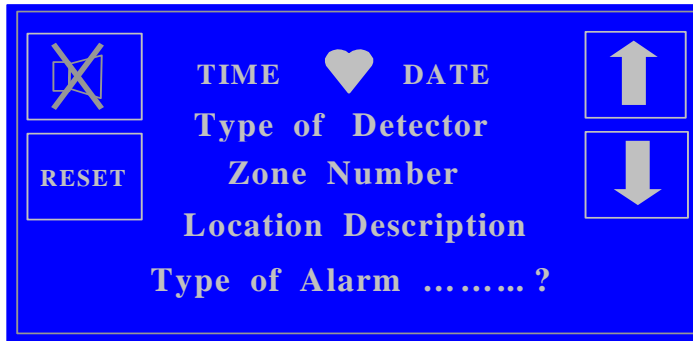 TIME DATE
Type of Detector
RESET
Zone Number
Location Description
Type of Alarm ……... ?